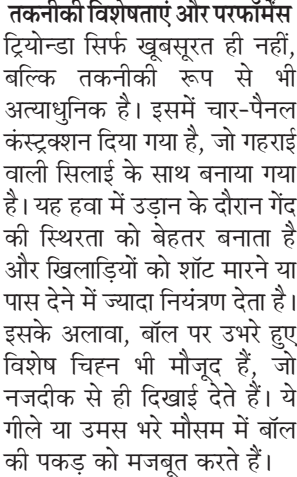 तकनीकी विशेषताएं और परफॉर्मेंस
ट्रियोन्डा सिर्फ खूबसूरत ही नहीं,
बल्कि तकनीकी रूप से भी
अत्याधुनिक है। इसमें चार-पैनल
कंस्ट्रक्शन दिया गया है, जो गहराई
वाली सिलाई के साथ बनाया गया
है। यह हवा में उड़ान के दौरान गेंद
की स्थिरता को बेहतर बनाता है
और खिलाड़ियों को शॉट मारने या
पास देने में ज्यादा नियंत्रण देता है।
इसके अलावा, बॉल पर उभरे हुए
विशेष चिह्न भी मौजूद हैं, जो
नजदीक से ही दिखाई देते हैं। ये
गीले या उमस भरे मौसम में बॉल
की पकड़ को मजबूत करते हैं।